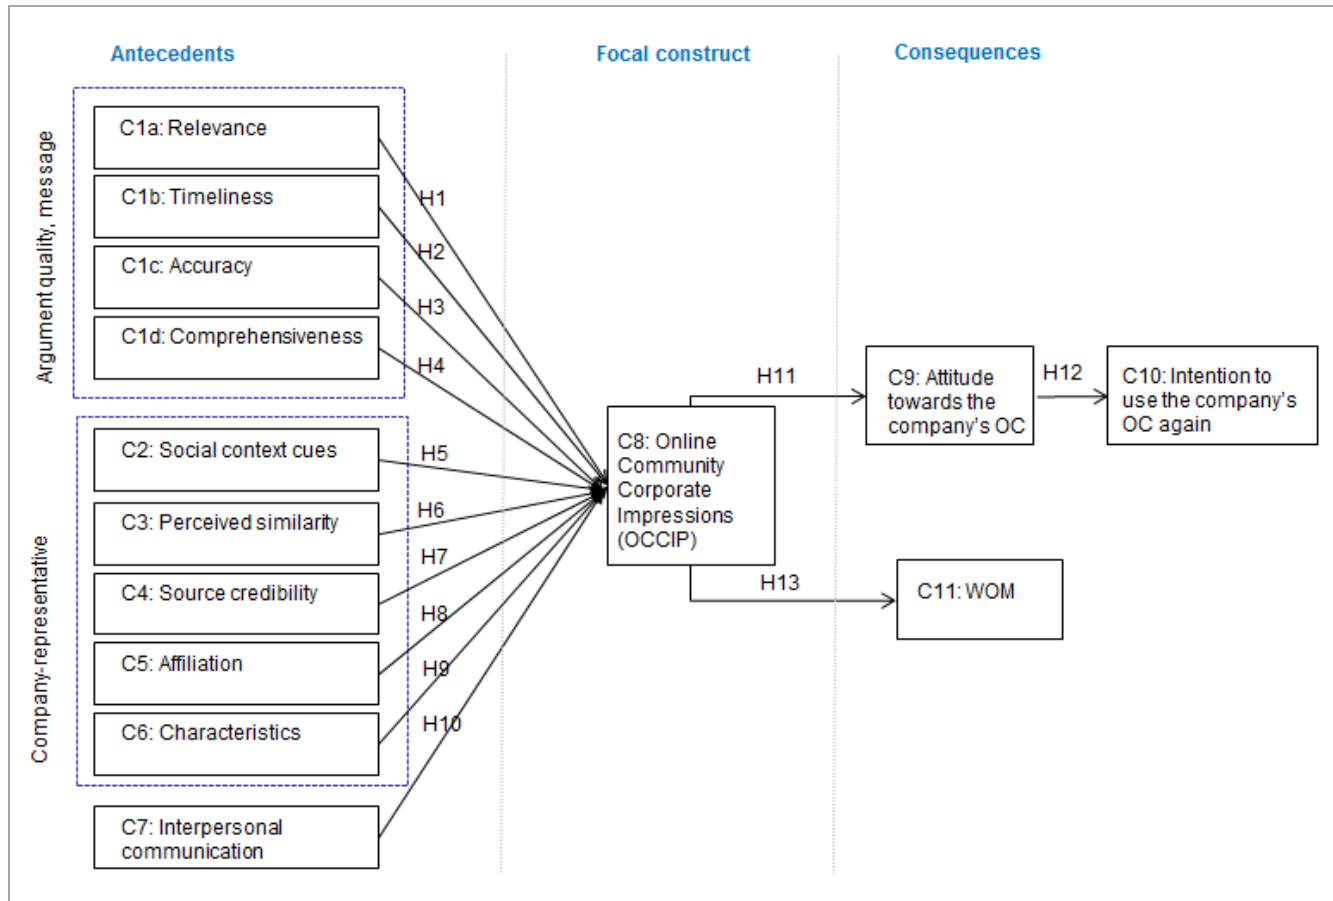 Antecedents
Focal construct
Consequences
Argument quality, message
C1a: Relevance
C1b: Timeliness
C1c: Accuracy
C1d: Comprehensiveness
H1
H2
H3
H4
Company-representative
C2: Social context cues
C3: Perceived similarity
C4: Source credibility
C5: Affiliation
C6: Characteristics
C7: Interpersonal
communication
H5
H6
H7
H8
H9
H10
C8: Online
Community
Corporate
Impressions
(OCCIP)
H11
C9: Attitude
towards the
company's OC
H12
C10: Intention to
use the company's
OC again
H13
C11: WOM